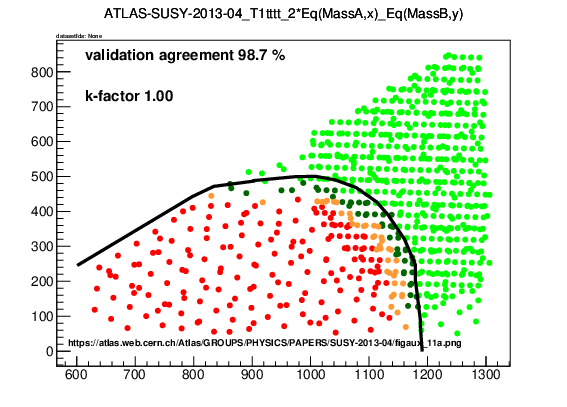 ATLAS-SUSY-2013-04_T1tttt_2*Eq(MassA,x)_Eq(MassB,y)
datasetIds: None
validation agreement 98.7 %
k-factor 1.00
800
700
600
500
400
300
200
100
0
https://atlas.web.cern.ch/Atlas/GROUPS/PHYSICS/PAPERS/SUSY-2013-04/figaux_11a.png
600 700 800 900 1000 1100 1200 1300